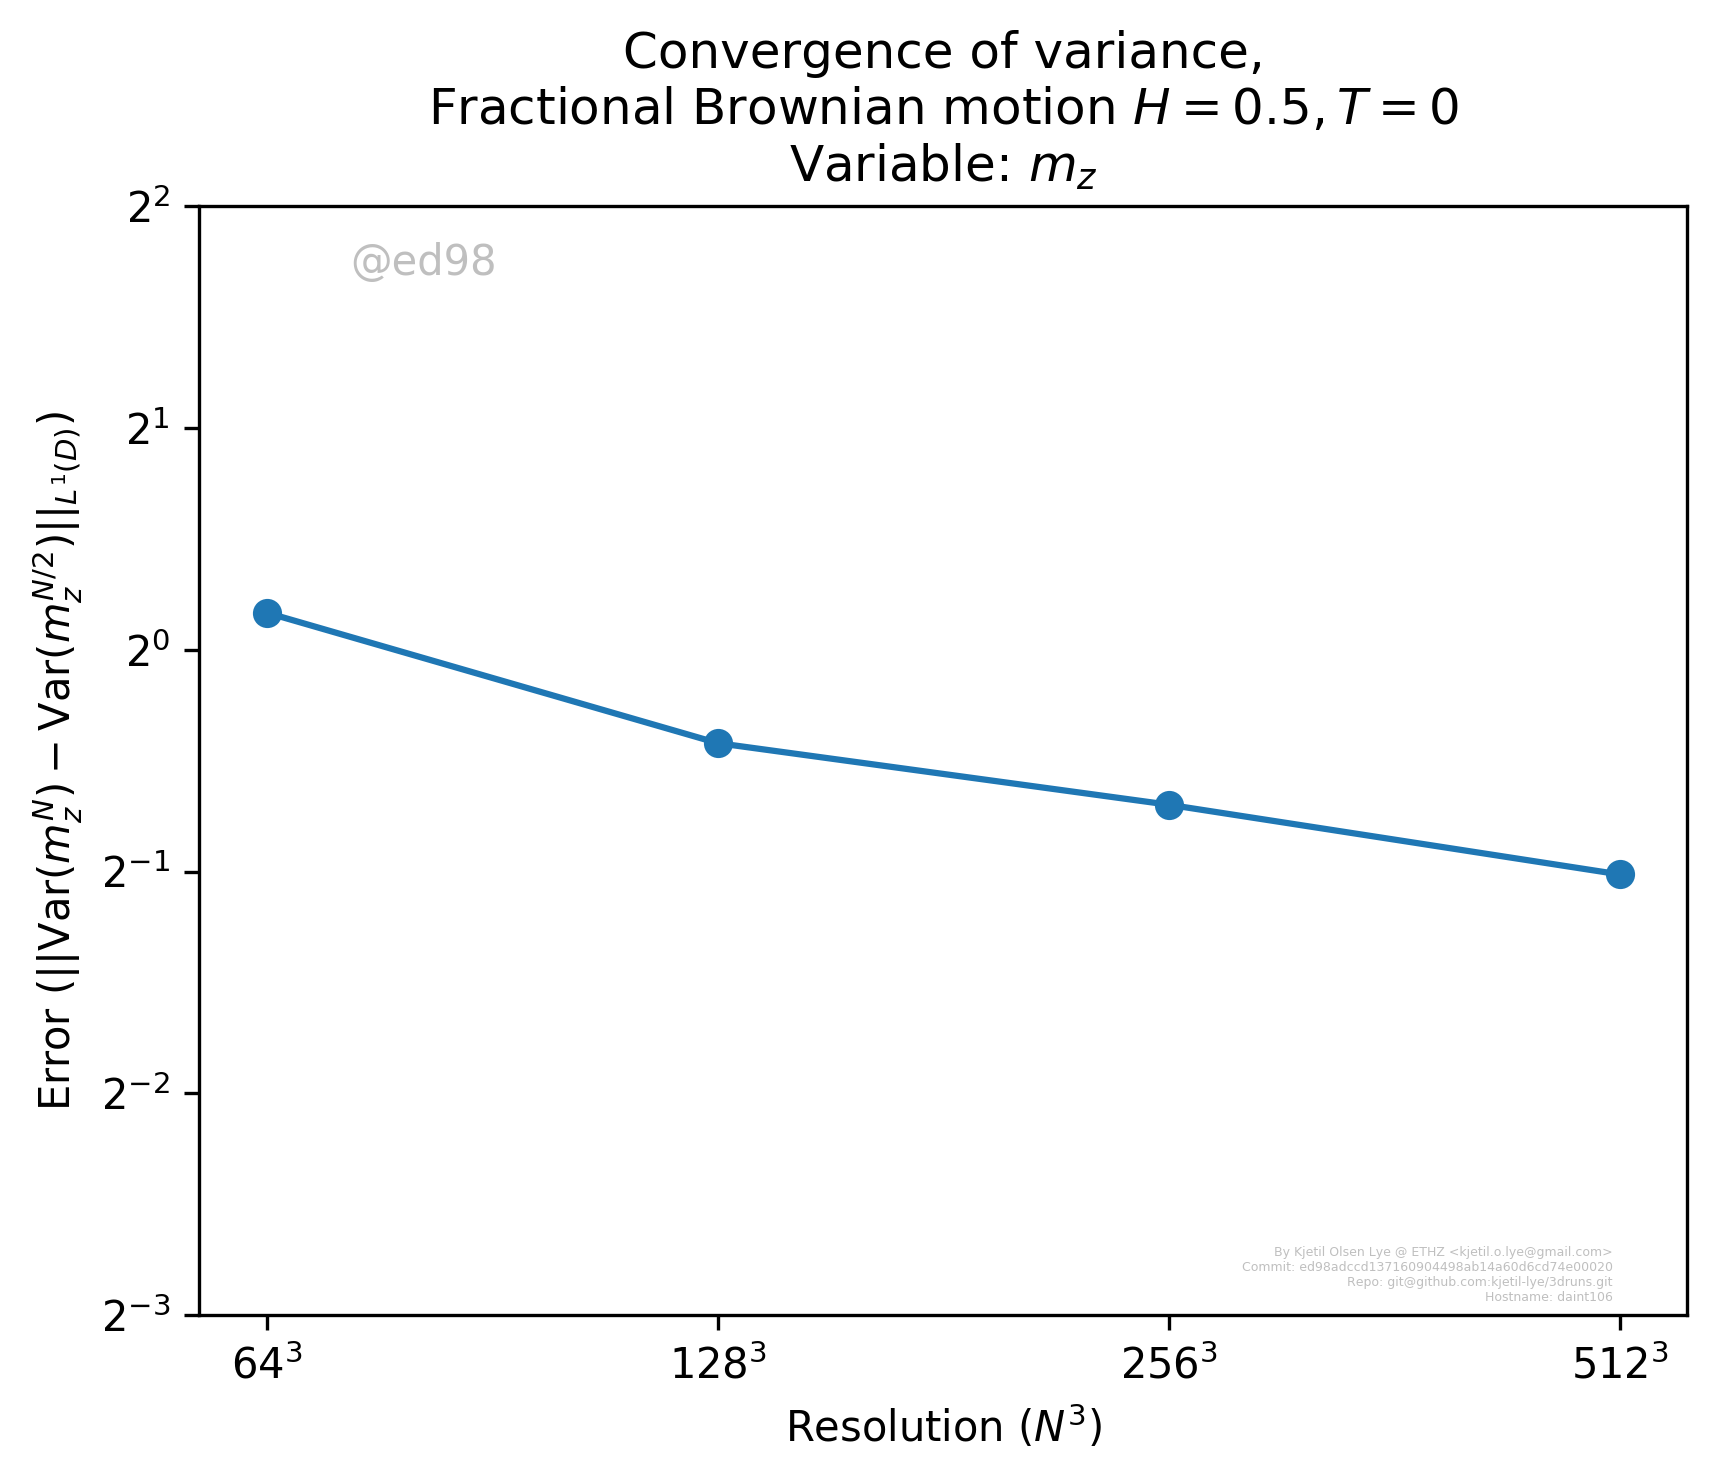 Convergence of variance,
Fractional Brownian motion $H = 0.5, T = 0$
Variable: $m_z$
@ed98
$2^2$
$2^1$
$2^0$
$2^{-1}$
$2^{-2}$
$2^{-3}$
Error ($||\mathrm{Var}(m_z^N) - \mathrm{Var}(m_z^{N/2})||_{L^1(D)}$)
By Kjetil Olsen Lye @ ETHZ <kjetil.o.lye@gmail.com>
Commit: ed98adccd137160904498ab14a60d6cd74e00020
Repo: git@github.com:kjetil-lye/3druns.git
Hostname: daint106
$64^3$ $128^3$ $256^3$ $512^3$
Resolution ($N^3$)